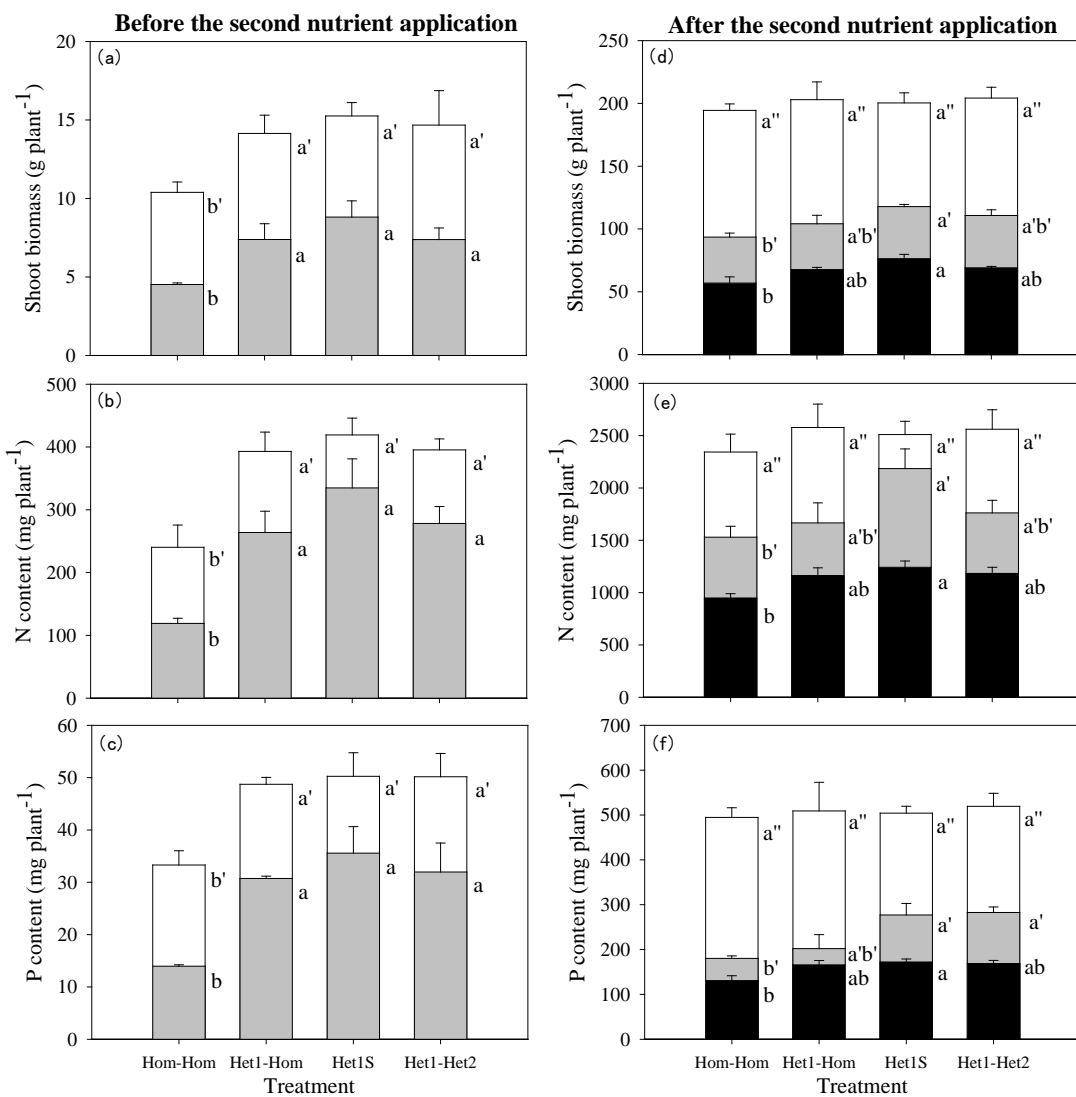 Before the second nutrient application
After the second nutrient application
(a)
Shoot biomass (g plant-1)
20
15
10
5
0
b'
b
a'
a
a'
a
a'
a
(d)
Shoot biomass (g plant-1)
250
200
150
100
50
0
a''
b'
b
a''
a'b'
ab
a''
a'
a
a''
a'b'
ab
(b)
N content (mg plant-1)
500
400
300
200
100
0
b'
b
a'
a
a'
a
a'
a
(e)
N content (mg plant-1)
3000
2500
2000
1500
1000
500
0
a''
b'
b
a''
a'b'
ab
a''
a'
a
a''
a'b'
ab
(c)
P content (mg plant-1)
60
50
40
30
20
10
0
b'
b
a'
a
a'
a
a'
a
Hom-Hom Het1-Hom Het1S Het1-Het2
Treatment
(f)
P content (mg plant-1)
700
600
500
400
300
200
100
0
a''
b'
b
a''
a'b'
ab
a''
a'
a
a''
a'
ab
Hom-Hom Het1-Hom Het1S Het1-Het2
Treatment